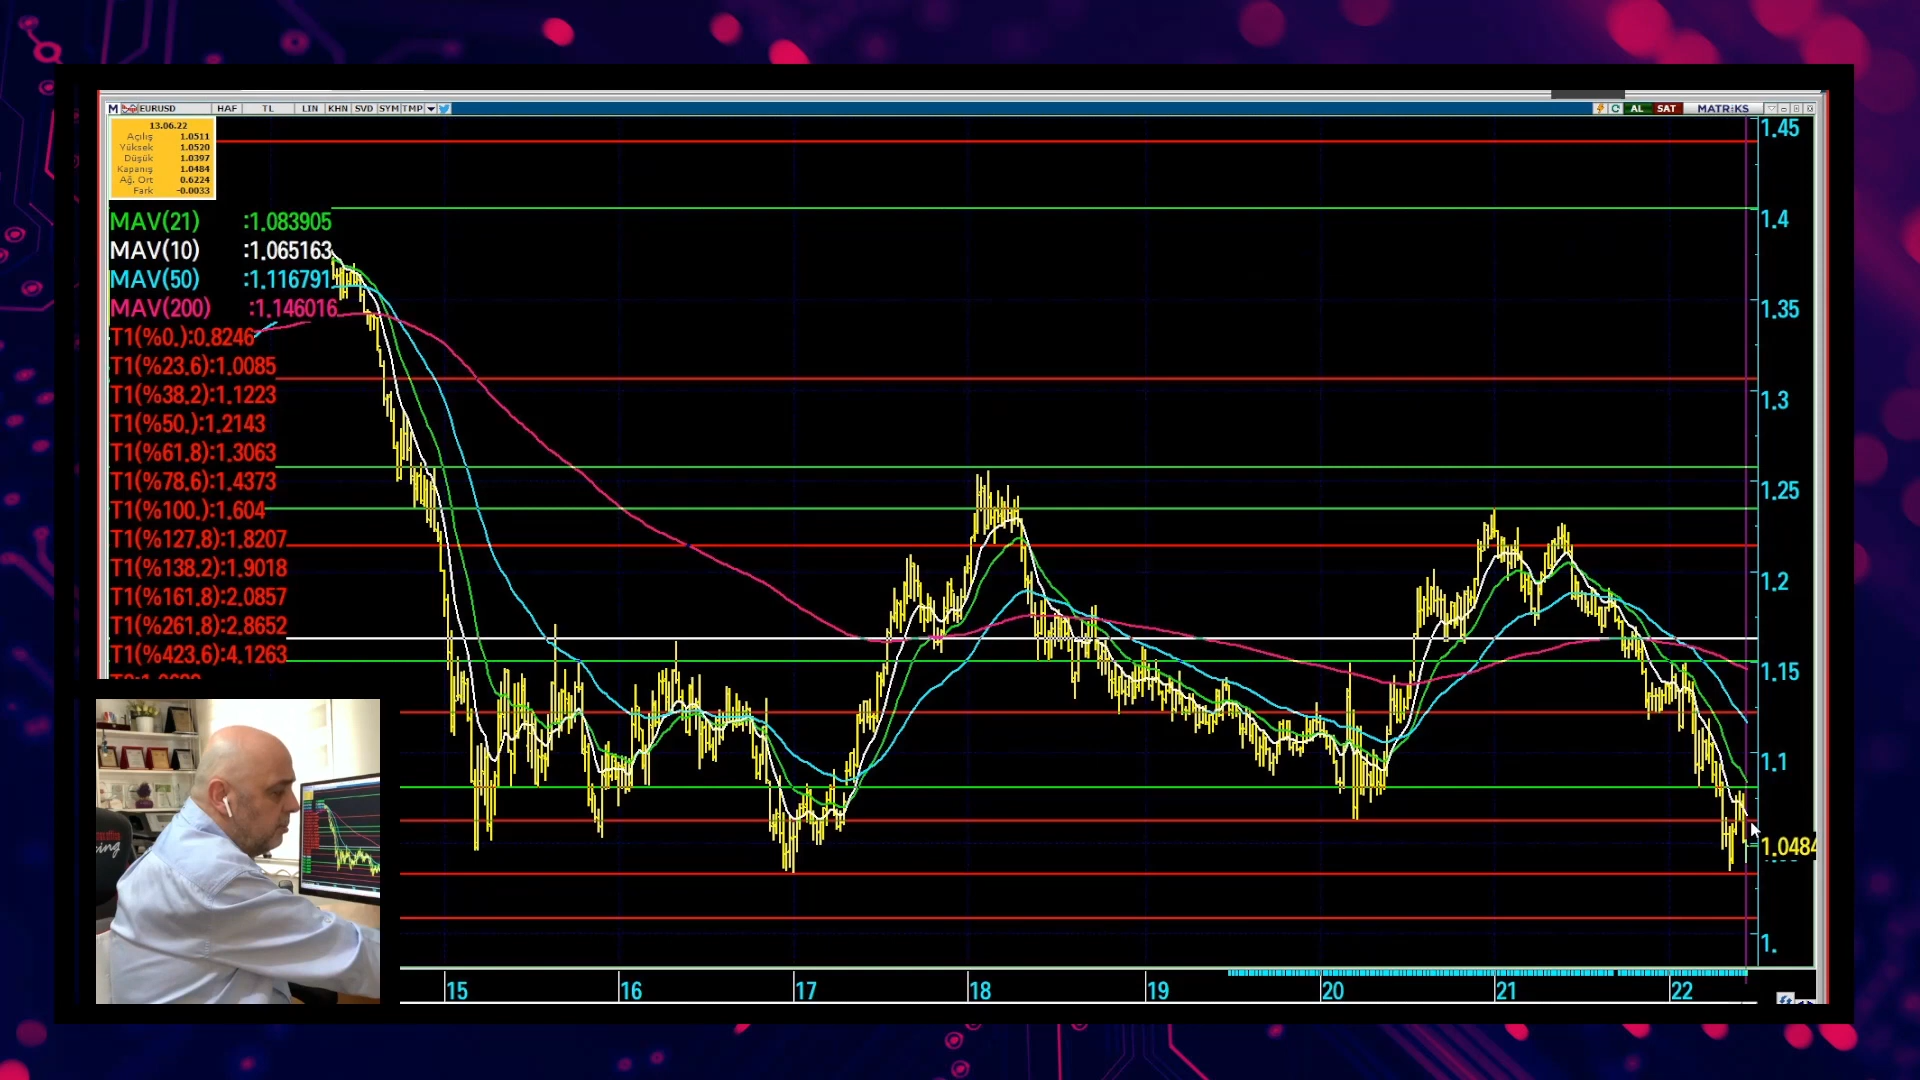 M EURUSD HAF TL LIN KHN SVD SYM TMP AL SAT MATRİKS
13.06.22
Açılış 1.0511
Yüksek 1.0520
Düşük 1.0397
Kapanış 1.0484
Ağ. Ort 0.6224
Fark -0.0033
MAV(21) :1.083905
MAV(10) :1.065163
MAV(50) :1.116791
MAV(200) :1.146016
T1(%0.):0.8246
T1(%23.6):1.0085
T1(%38.2):1.1223
T1(%50.):1.2143
T1(%61.8):1.3063
T1(%78.6):1.4373
T1(%100.):1.604
T1(%127.8):1.8207
T1(%138.2):1.9018
T1(%161.8):2.0857
T1(%261.8):2.8652
T1(%423.6):4.1263
1.45
1.4
1.35
1.3
1.25
1.2
1.15
1.1
1.0484
1.
15 16 17 18 19 20 21 22